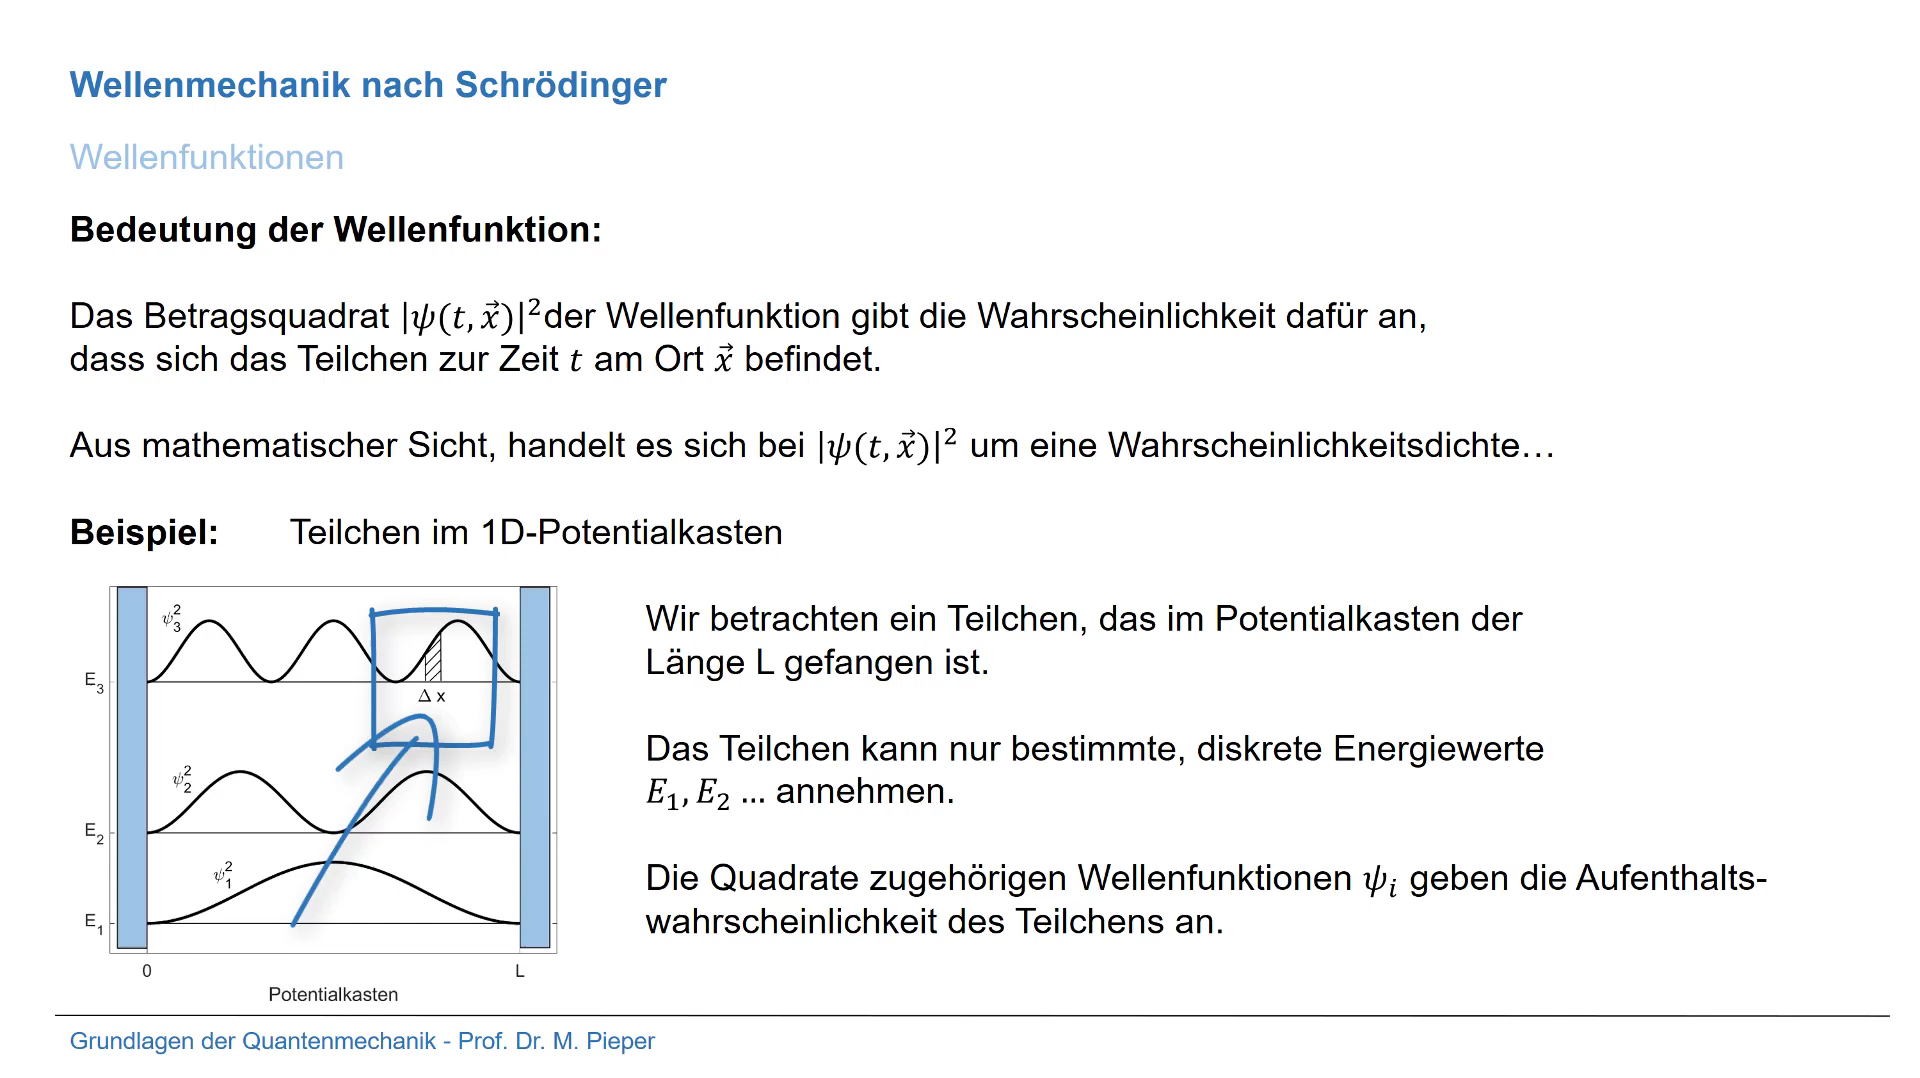 Wellenmechanik nach Schrödinger
Wellenfunktionen
Bedeutung der Wellenfunktion:
Das Betragsquadrat |ψ(t, x⃗)|² der Wellenfunktion gibt die Wahrscheinlichkeit dafür an,
dass sich das Teilchen zur Zeit t am Ort x⃗ befindet.
Aus mathematischer Sicht, handelt es sich bei |ψ(t, x⃗)|² um eine Wahrscheinlichkeitsdichte…
Beispiel: Teilchen im 1D-Potentialkasten
ψ₃²
E₃
Δ x
ψ₂²
E₂
ψ₁²
E₁
0 L
Potentialkasten
Wir betrachten ein Teilchen, das im Potentialkasten der
Länge L gefangen ist.
Das Teilchen kann nur bestimmte, diskrete Energiewerte
E₁, E₂ … annehmen.
Die Quadrate zugehörigen Wellenfunktionen ψᵢ geben die Aufenthalts-
wahrscheinlichkeit des Teilchens an.
Grundlagen der Quantenmechanik - Prof. Dr. M. Pieper